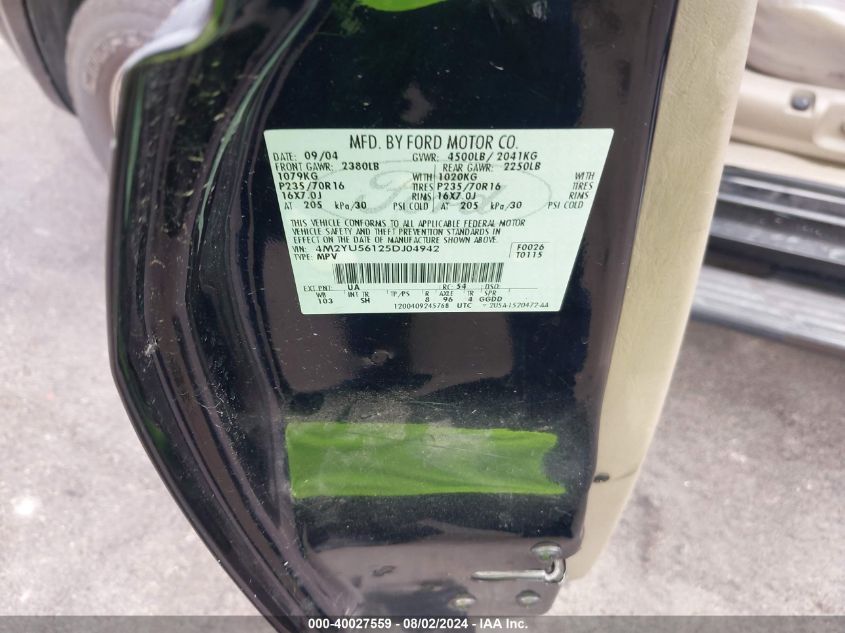 MFD. BY FORD MOTOR CO.
DATE: 09/04 GVWR: 4500LB/ 2041KG
FRONT GAWR: 2380LB REAR GAWR: 2250LB
1079KG WITH 1020KG WITH
P235/70R16 TIRES P235/70R16 TIRES
16X7.0J RIMS 16X7.0J RIMS
AT 205 kPa/30 PSI COLD AT 205 kPa/30 PSI COLD
THIS VEHICLE CONFORMS TO ALL APPLICABLE FEDERAL MOTOR
VEHICLE SAFETY AND THEFT PREVENTION STANDARDS IN
EFFECT ON THE DATE OF MANUFACTURE SHOWN ABOVE.
VIN: 4M2YU56125DJ04942 F0026
TYPE: MPV T0115
EXT PNT: UA RC: 54 DSO:
WB INT TR TP/PS R AXLE TR SPR
103 SH 8 96 4 GGDD
1200409245768 UTC
Ford
000-40027559 — 08/02/2024 — IAA Inc.